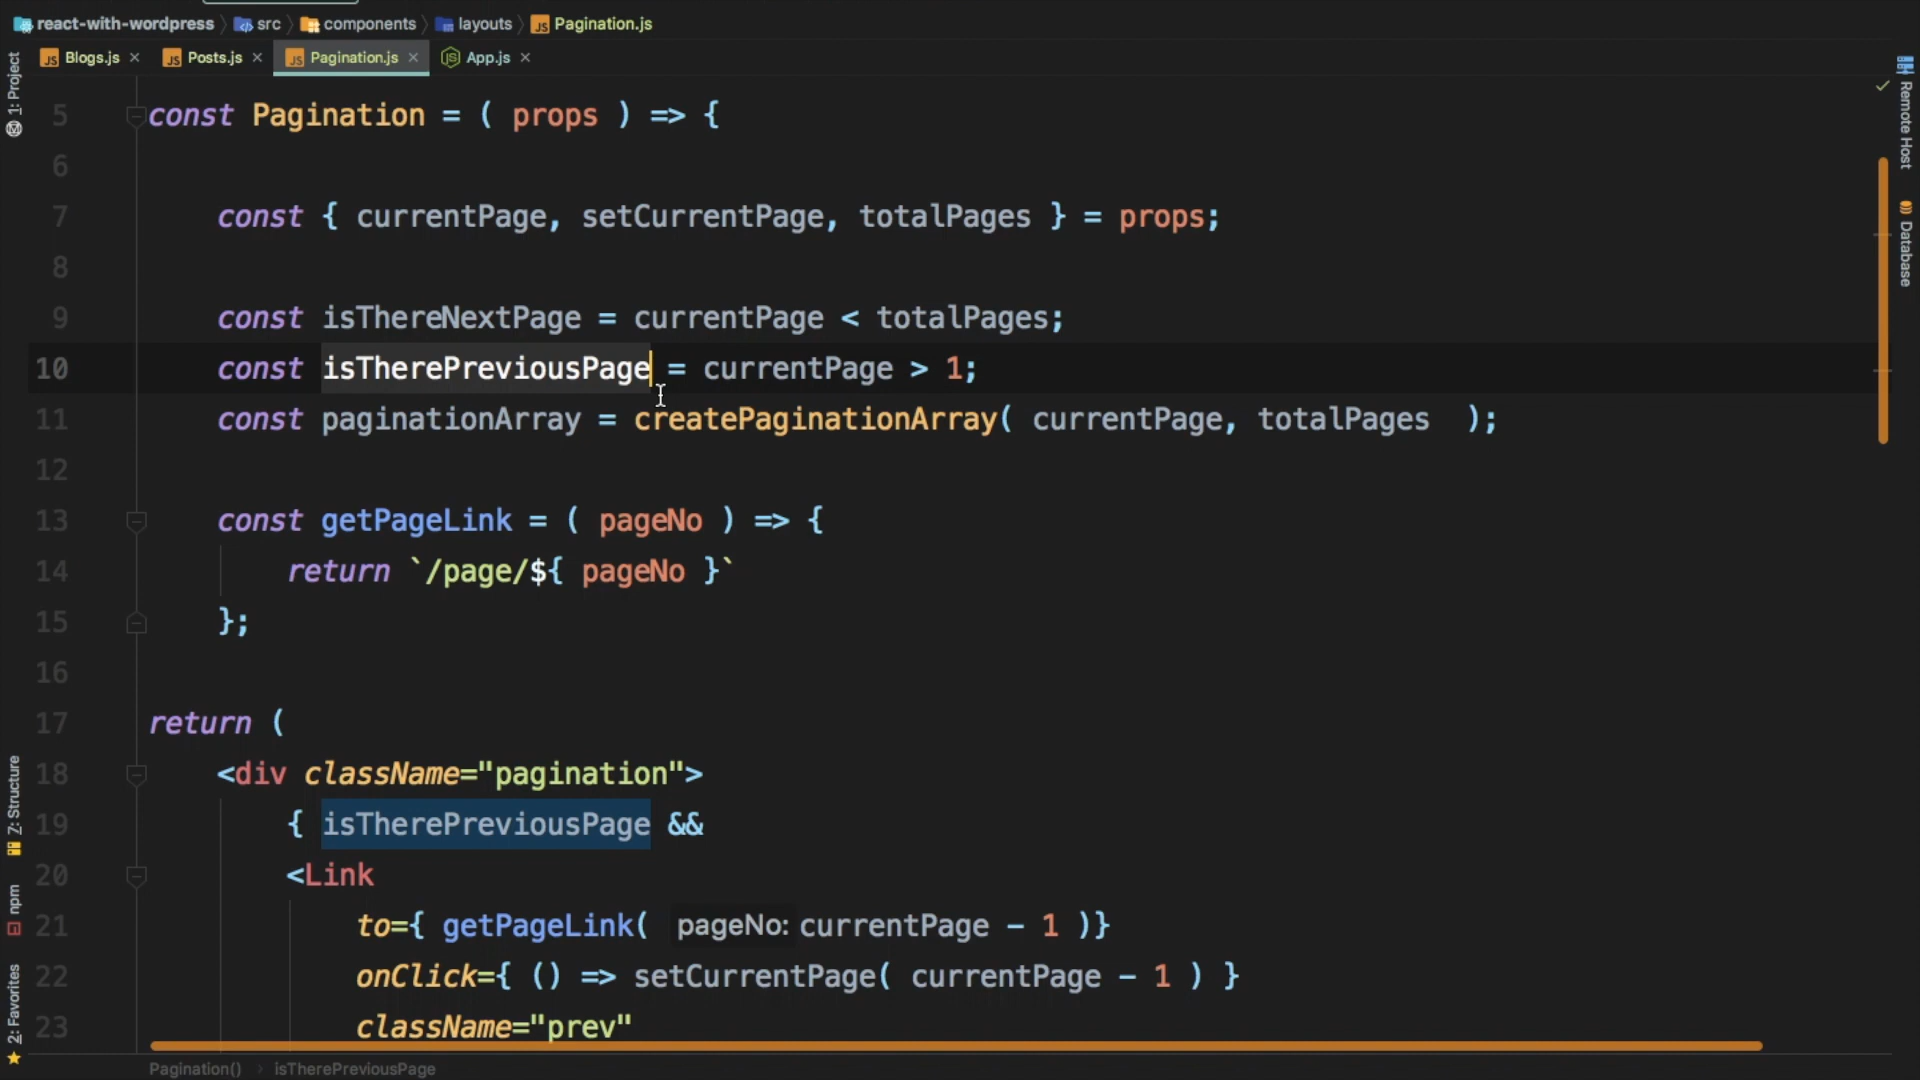 react-with-wordpress src components layouts Pagination.js
Blogs.js Posts.js Pagination.js App.js
1: Project
Remote Host
Database
Z: Structure
npm
2: Favorites
5 const Pagination = ( props ) => {
6
7 const { currentPage, setCurrentPage, totalPages } = props;
8
9 const isThereNextPage = currentPage < totalPages;
10 const isTherePreviousPage = currentPage > 1;
11 const paginationArray = createPaginationArray( currentPage, totalPages );
12
13 const getPageLink = ( pageNo ) => {
14 return `/page/${ pageNo }`
15 };
16
17 return (
18 <div className="pagination">
19 { isTherePreviousPage &&
20 <Link
21 to={ getPageLink( pageNo: currentPage - 1 )}
22 onClick={ () => setCurrentPage( currentPage - 1 ) }
23 className="prev"
Pagination() isTherePreviousPage